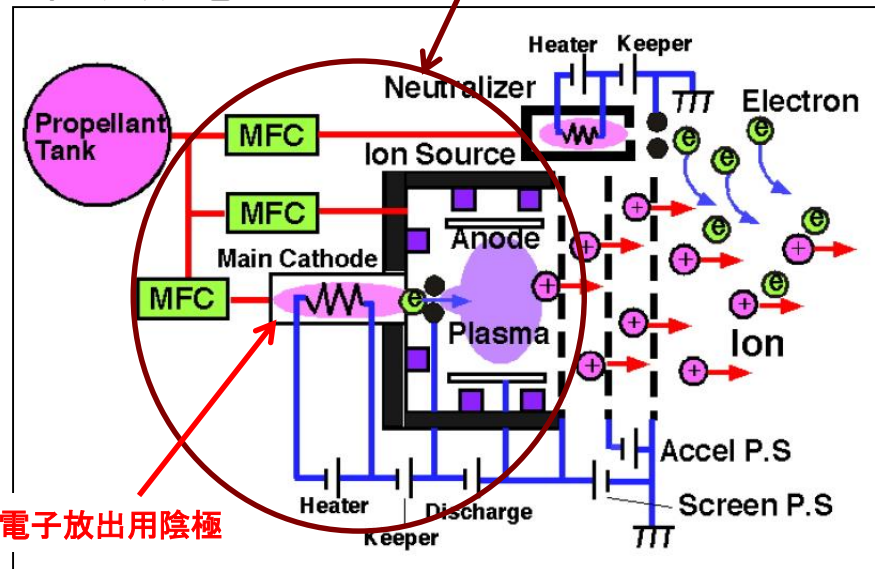 Heater Keeper
Neutralizer
Electron
Propellant
Tank
MFC
Ion Source
e
e
e
MFC
Anode
+
e
e
+
+
+
Main Cathode
MFC
e
+
e
+
Plasma
+
Ion
+
+
Accel P.S
Heater
Discharge
Keeper
Screen P.S
電子放出用陰極